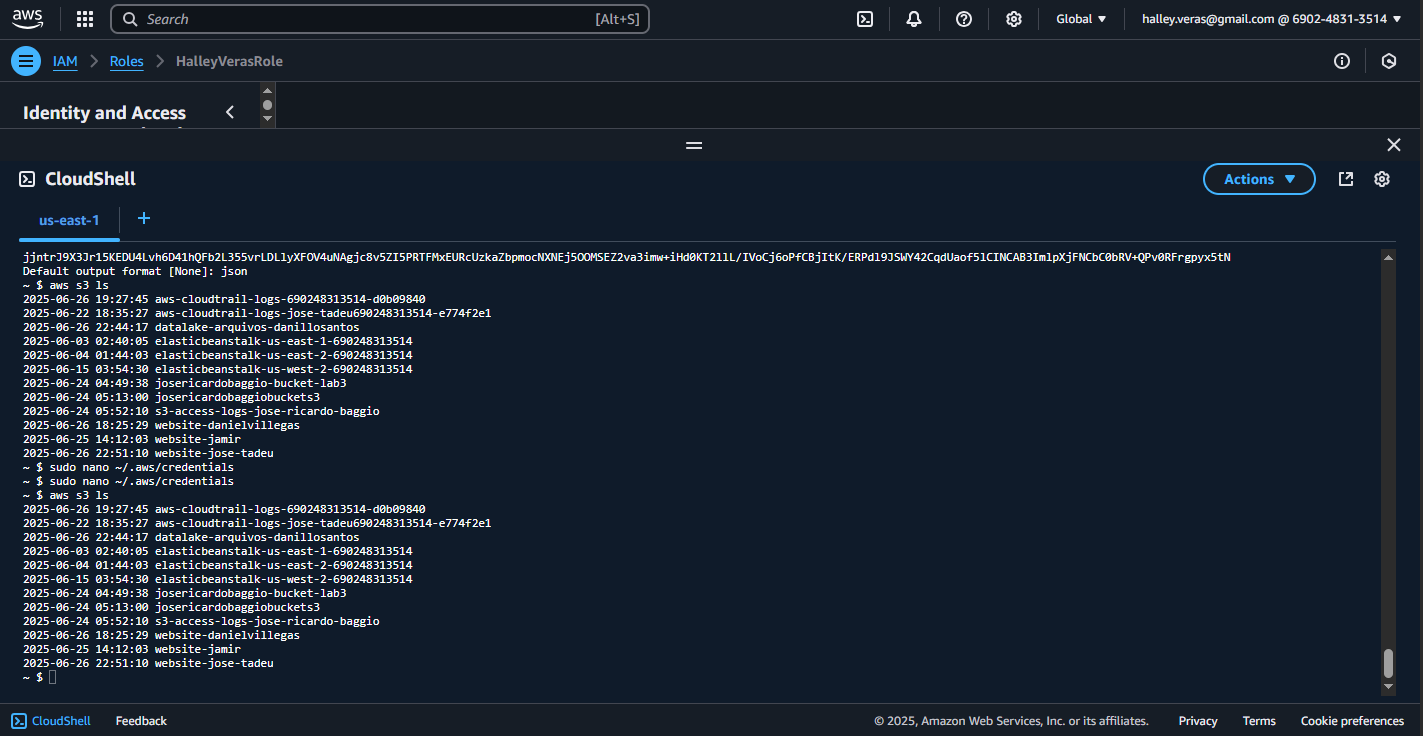 aws
Search
[Alt+S]
Global
halley.veras@gmail.com @ 6902-4831-3514
IAM
Roles
HalleyVerasRole
Identity and Access
CloudShell
Actions
us-east-1
+
jjntrJ9X3Jr15KEDU4Lvh6D41hQFb2L355vrLDLlyXFOV4uNAgjc8v5ZI5PRTFMxEURcUzkaZbpmocNXNEj5OOMSEZ2va3imw+iHd0KT2llL/IVoCj6oPfCBjItK/ERPdl9JSWY42CqdUaof5lCINCAB3ImlpXjFNCbC0bRV+QPv0RFrgpyx5tN
Default output format [None]: json
~ $ aws s3 ls
2025-06-26 19:27:45 aws-cloudtrail-logs-690248313514-d0b09840
2025-06-22 18:35:27 aws-cloudtrail-logs-jose-tadeu690248313514-e774f2e1
2025-06-26 22:44:17 datalake-arquivos-danillosantos
2025-06-03 02:40:05 elasticbeanstalk-us-east-1-690248313514
2025-06-04 01:44:03 elasticbeanstalk-us-east-2-690248313514
2025-06-15 03:54:30 elasticbeanstalk-us-west-2-690248313514
2025-06-24 04:49:38 josericardobaggio-bucket-lab3
2025-06-24 05:13:00 josericardobaggiobuckets3
2025-06-24 05:52:10 s3-access-logs-jose-ricardo-baggio
2025-06-26 18:25:29 website-danielvillegas
2025-06-25 14:12:03 website-jamir
2025-06-26 22:51:10 website-jose-tadeu
~ $ sudo nano ~/.aws/credentials
~ $ sudo nano ~/.aws/credentials
~ $ aws s3 ls
2025-06-26 19:27:45 aws-cloudtrail-logs-690248313514-d0b09840
2025-06-22 18:35:27 aws-cloudtrail-logs-jose-tadeu690248313514-e774f2e1
2025-06-26 22:44:17 datalake-arquivos-danillosantos
2025-06-03 02:40:05 elasticbeanstalk-us-east-1-690248313514
2025-06-04 01:44:03 elasticbeanstalk-us-east-2-690248313514
2025-06-15 03:54:30 elasticbeanstalk-us-west-2-690248313514
2025-06-24 04:49:38 josericardobaggio-bucket-lab3
2025-06-24 05:13:00 josericardobaggiobuckets3
2025-06-24 05:52:10 s3-access-logs-jose-ricardo-baggio
2025-06-26 18:25:29 website-danielvillegas
2025-06-25 14:12:03 website-jamir
2025-06-26 22:51:10 website-jose-tadeu
~ $
CloudShell
Feedback
© 2025, Amazon Web Services, Inc. or its affiliates.
Privacy
Terms
Cookie preferences